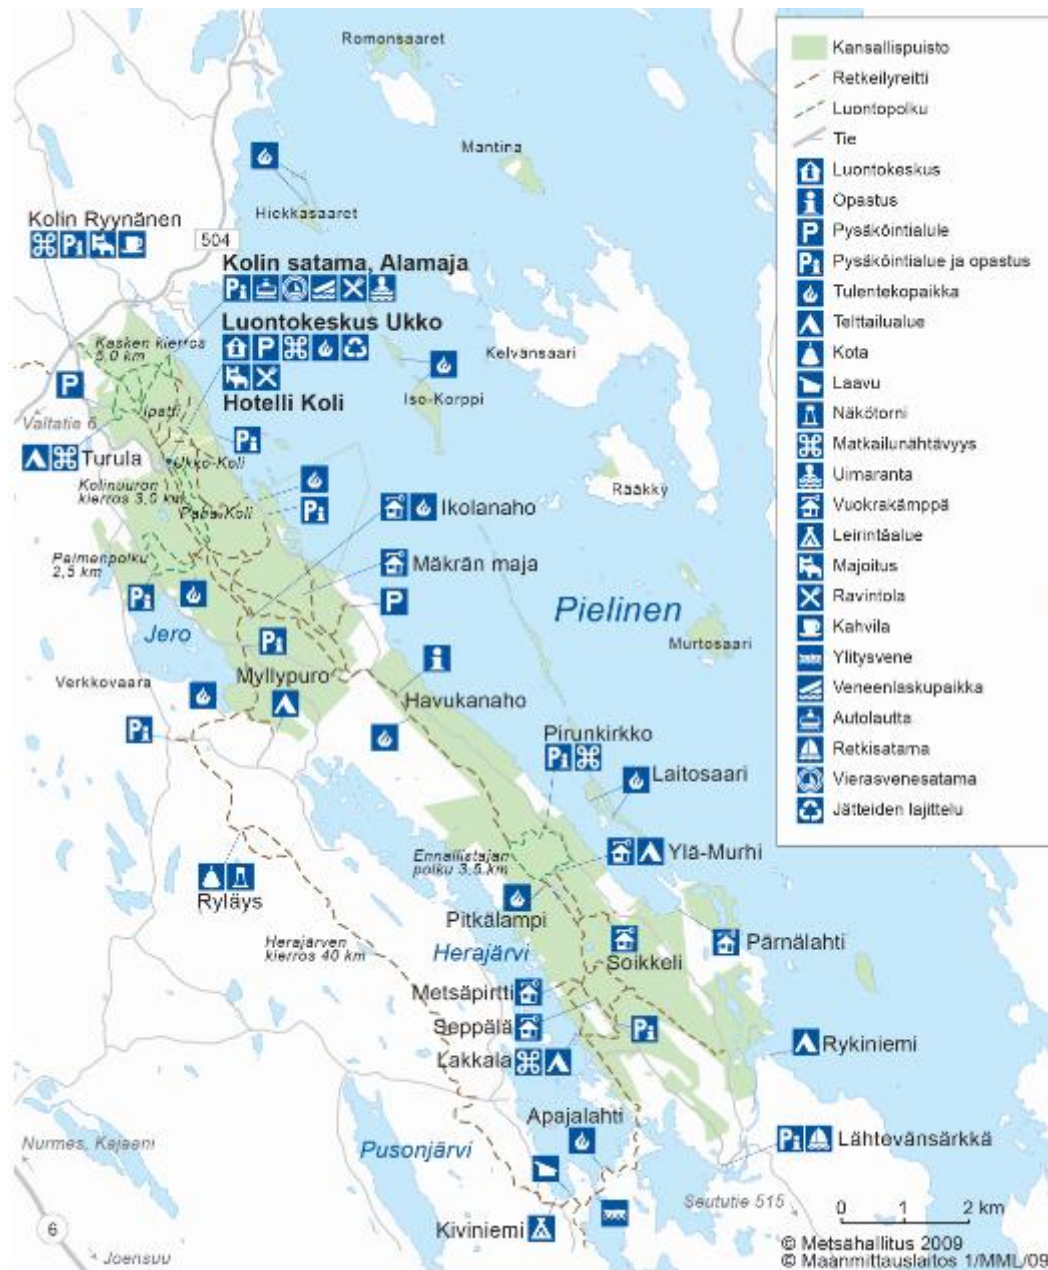 Romonsaaret
Mantina
Hiekkasaaret
Kolin Ryynänen
504
Kolin satama, Alamaja
Luontokeskus Ukko
Hotelli Koli
Kasken kierros
5,0 km
Ipatti
Kelvänsaari
Iso-Korppi
Valtatie 6
Turula
Ukko-Koli
Kolinuuron
kierros 3,0 km
Paha-Koli
Rääkky
Ikolanaho
Paimenpolku
2,5 km
Mäkrän maja
Pielinen
Jero
Murtosaari
Verkkovaara
Myllypuro
Havukanaho
Pirunkirkko
Laitosaari
Ennallistajan
polku 3,5 km
Ylä-Murhi
Ryläys
Pitkälampi
Herajärven
kierros 40 km
Herajärvi
Soikkeli
Pärnälahti
Metsäpirtti
Seppälä
Lakkala
Rykiniemi
Apajalahti
Nurmes, Kajaani
Pusonjärvi
Lähtevänsärkkä
Seututie 515
Kiviniemi
6
Joensuu
0 1 2 km
© Metsähallitus 2009
© Maanmittauslaitos 1/MML/09
Kansallispuisto
Retkeilyreitti
Luontopolku
Tie
Luontokeskus
Opastus
Pysäköintialule
Pysäköintialue ja opastus
Tulentekopaikka
Telttailualue
Kota
Laavu
Näkötorni
Matkailunähtävyys
Uimaranta
Vuokrakämppä
Leirintäalue
Majoitus
Ravintola
Kahvila
Ylitysvene
Veneenlaskupaikka
Autolautta
Retkisatama
Vierasvenesatama
Jätteiden lajittelu